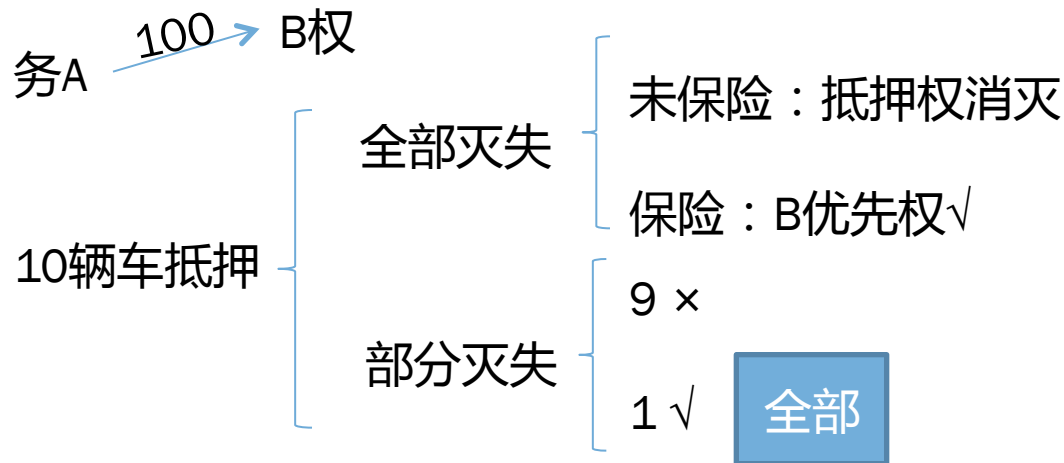 务A
100
B权
10辆车抵押
全部灭失
未保险：抵押权消灭
保险：B优先权√
部分灭失
9 ×
1 √
全部